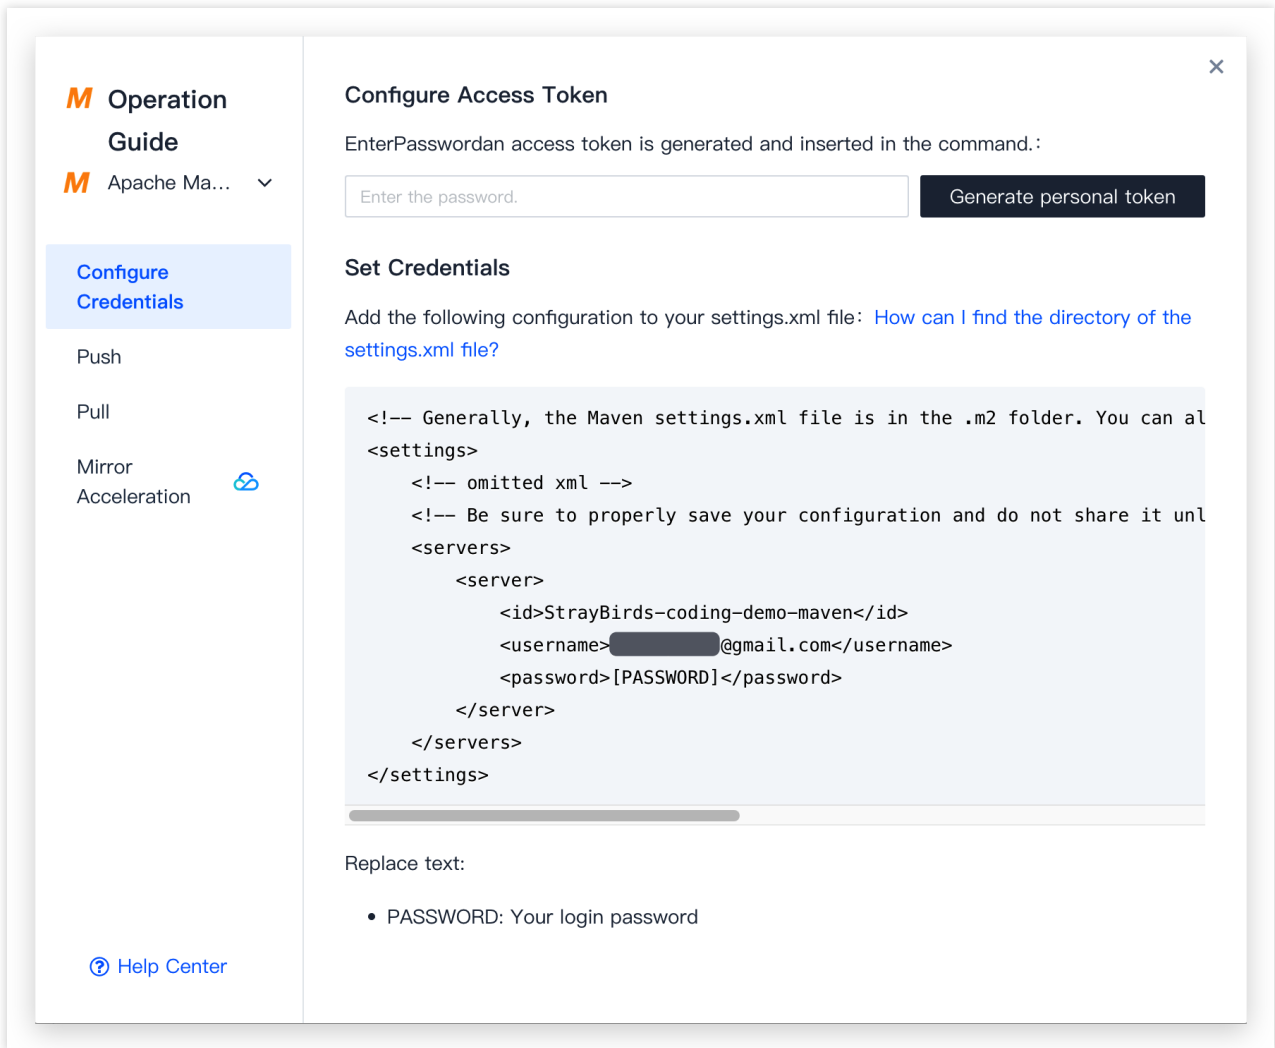 Operation
Guide
Apache Ma...
Configure
Credentials
Push
Pull
Mirror
Acceleration
Help Center
Configure Access Token
EnterPasswordan access token is generated and inserted in the command.:
Enter the password.
Generate personal token
Set Credentials
Add the following configuration to your settings.xml file: How can I find the directory of the
settings.xml file?
<!-- Generally, the Maven settings.xml file is in the .m2 folder. You can al
<settings>
<!-- omitted xml -->
<!-- Be sure to properly save your configuration and do not share it unl
<servers>
<server>
<id>StrayBirds-coding-demo-maven</id>
<username>@gmail.com</username>
<password>[PASSWORD]</password>
</server>
</servers>
</settings>
Replace text:
• PASSWORD: Your login password